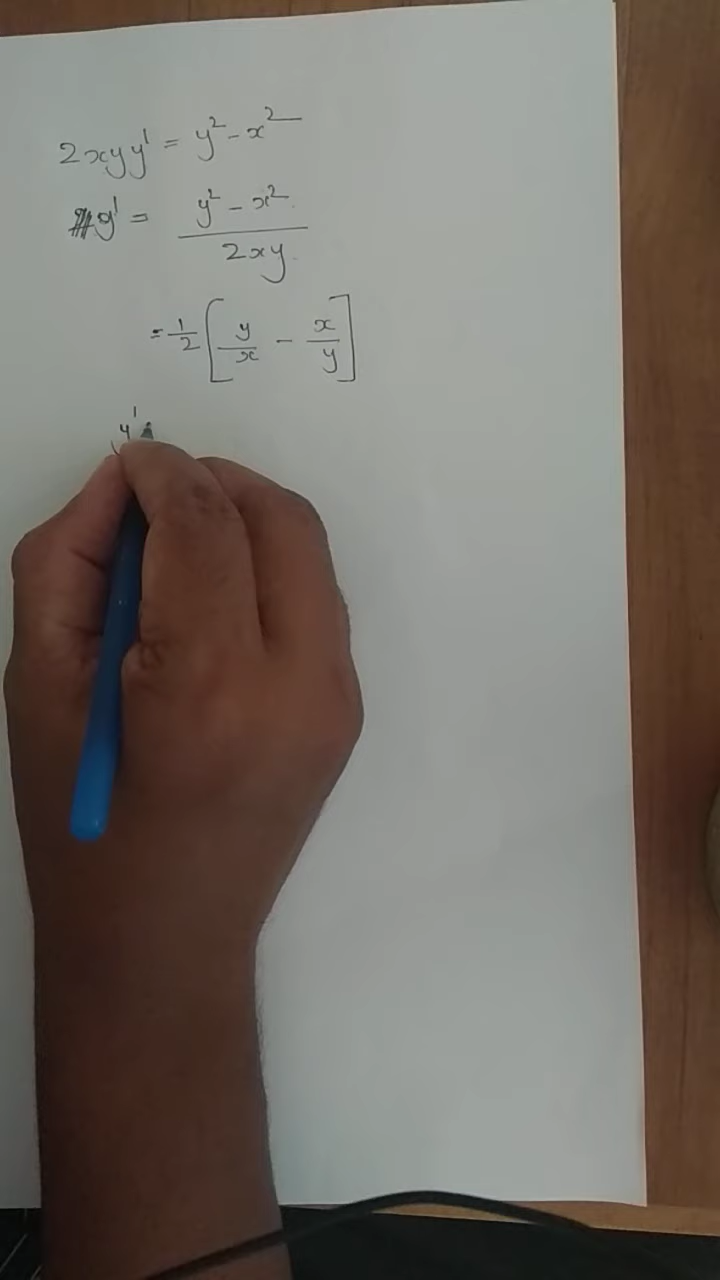 2xyy' = y² - x²
y' = y² - x² / 2xy
= 1/2 [y/x - x/y]
y'